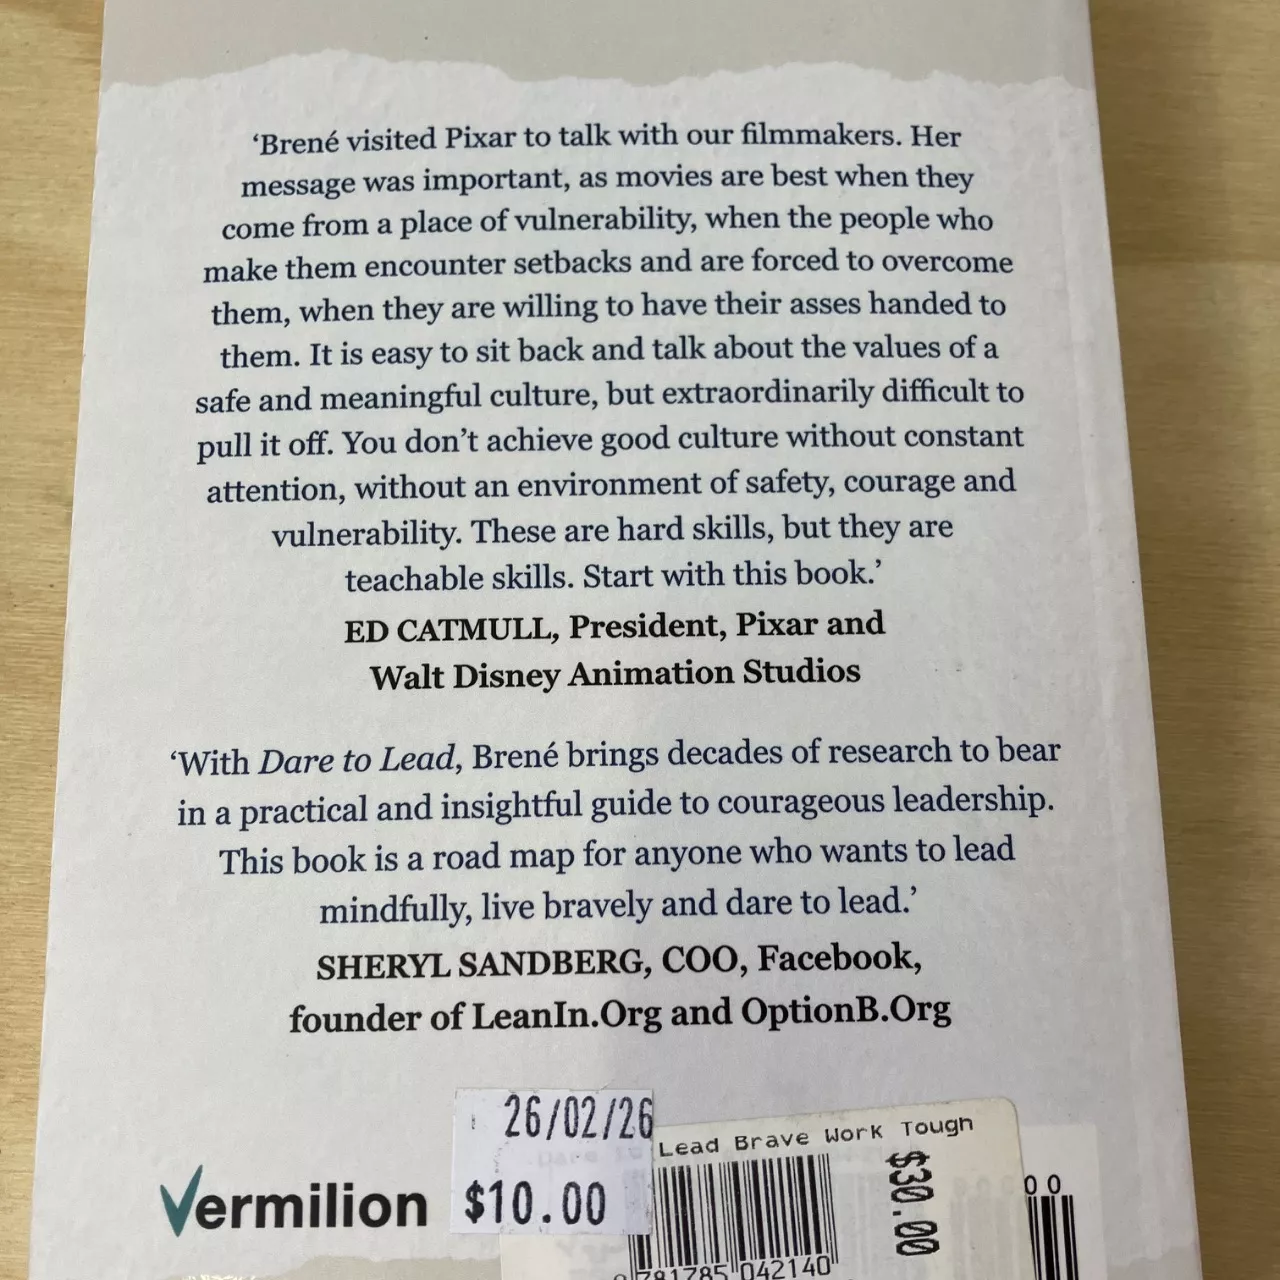 ‘Brené visited Pixar to talk with our filmmakers. Her
message was important, as movies are best when they
come from a place of vulnerability, when the people who
make them encounter setbacks and are forced to overcome
them, when they are willing to have their asses handed to
them. It is easy to sit back and talk about the values of a
safe and meaningful culture, but extraordinarily difficult to
pull it off. You don’t achieve good culture without constant
attention, without an environment of safety, courage and
vulnerability. These are hard skills, but they are
teachable skills. Start with this book.’
ED CATMULL, President, Pixar and
Walt Disney Animation Studios
‘With Dare to Lead, Brené brings decades of research to bear
in a practical and insightful guide to courageous leadership.
This book is a road map for anyone who wants to lead
mindfully, live bravely and dare to lead.’
SHERYL SANDBERG, COO, Facebook,
founder of LeanIn.Org and OptionB.Org
26/02/26
$10.00
Lead Brave Work Tough
$30.00
Vermilion
9 781785 042140
00